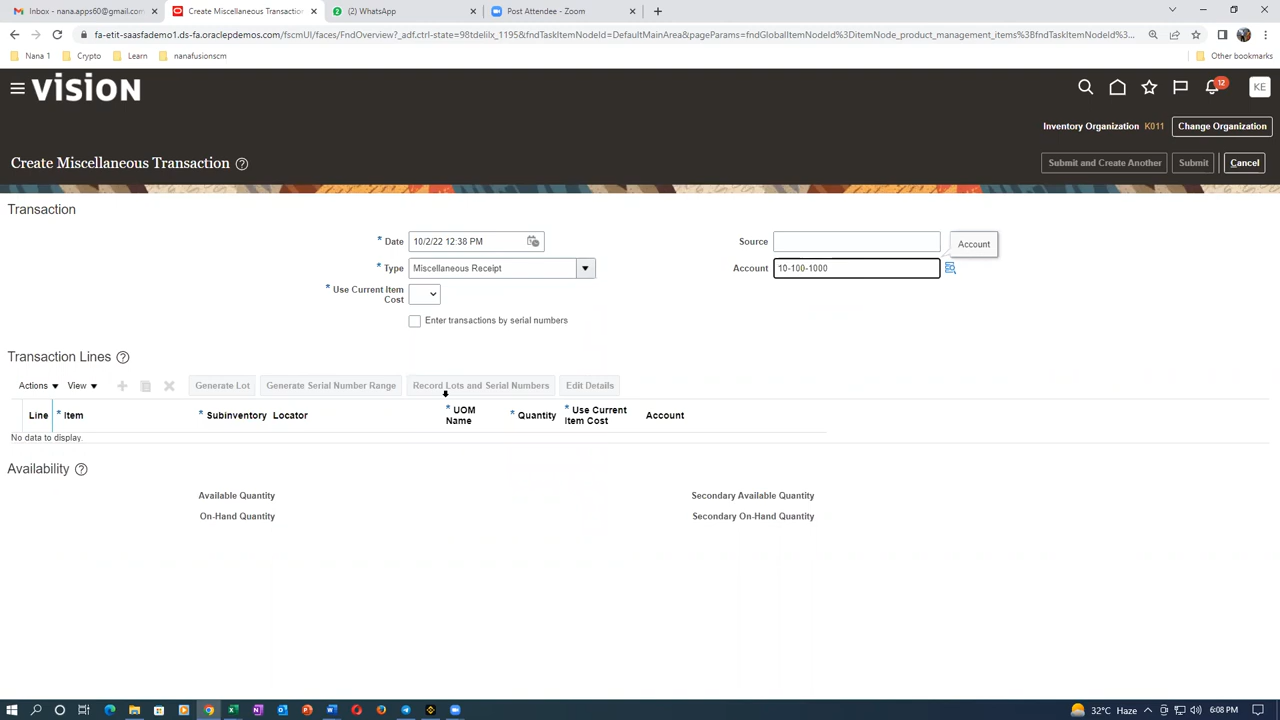 Inbox - nana.apps60@gmail.com
Create Miscellaneous Transactio
(2) WhatsApp
Post Attendee - Zoom
fa-etit-saasfademo1.ds-fa.oraclepdemos.com/fscmUI/faces/FndOverview?_adf.ctrl-state=98tdelilx_1195&fndTaskItemNodeId=DefaultMainArea&pageParams=fndGlobalItemNodeId%3DitemNode_product_management_items%3BfndTaskItemNodeId%3D%...
Nana 1
Crypto
Learn
nanafusionscm
Other bookmarks
VISION
12
KE
Inventory Organization K011
Change Organization
Create Miscellaneous Transaction
Submit and Create Another
Submit
Cancel
Transaction
* Date 10/2/22 12:38 PM
Source
Account
* Type Miscellaneous Receipt
Account 10-100-1000
* Use Current Item
Cost
Enter transactions by serial numbers
Transaction Lines
Actions
View
Generate Lot
Generate Serial Number Range
Record Lots and Serial Numbers
Edit Details
Line
* Item
* Subinventory
Locator
* UOM
Name
* Quantity
* Use Current
Item Cost
Account
No data to display.
Availability
Available Quantity
Secondary Available Quantity
On-Hand Quantity
Secondary On-Hand Quantity
32°C Haze
6:08 PM